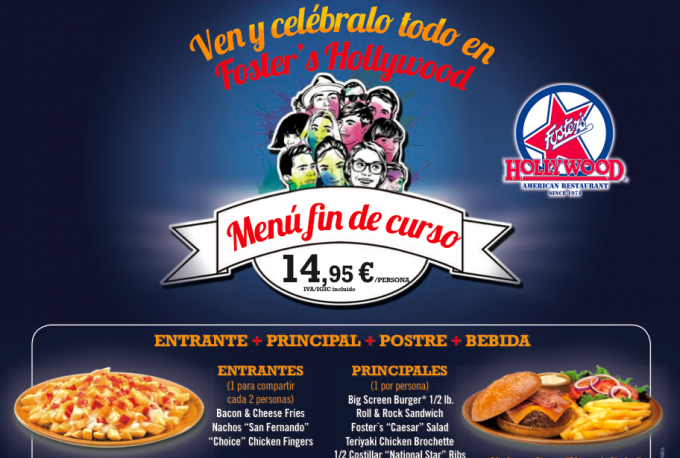 Ven y celébralo todo en
Foster's Hollywood
Foster's
HOLLYWOOD
AMERICAN RESTAURANT
SINCE 1971
Menú fin de curso
14,95 €/PERSONA
IVA/IGIC incluido
ENTRANTE + PRINCIPAL + POSTRE + BEBIDA
ENTRANTES
(1 para compartir
cada 2 personas)
Bacon & Cheese Fries
Nachos “San Fernando”
“Choice” Chicken Fingers
PRINCIPALES
(1 por persona)
Big Screen Burger* 1/2 lb.
Roll & Rock Sandwich
Foster´s “Caesar” Salad
Teriyaki Chicken Brochette
1/2 Costillar “National Star” Ribs